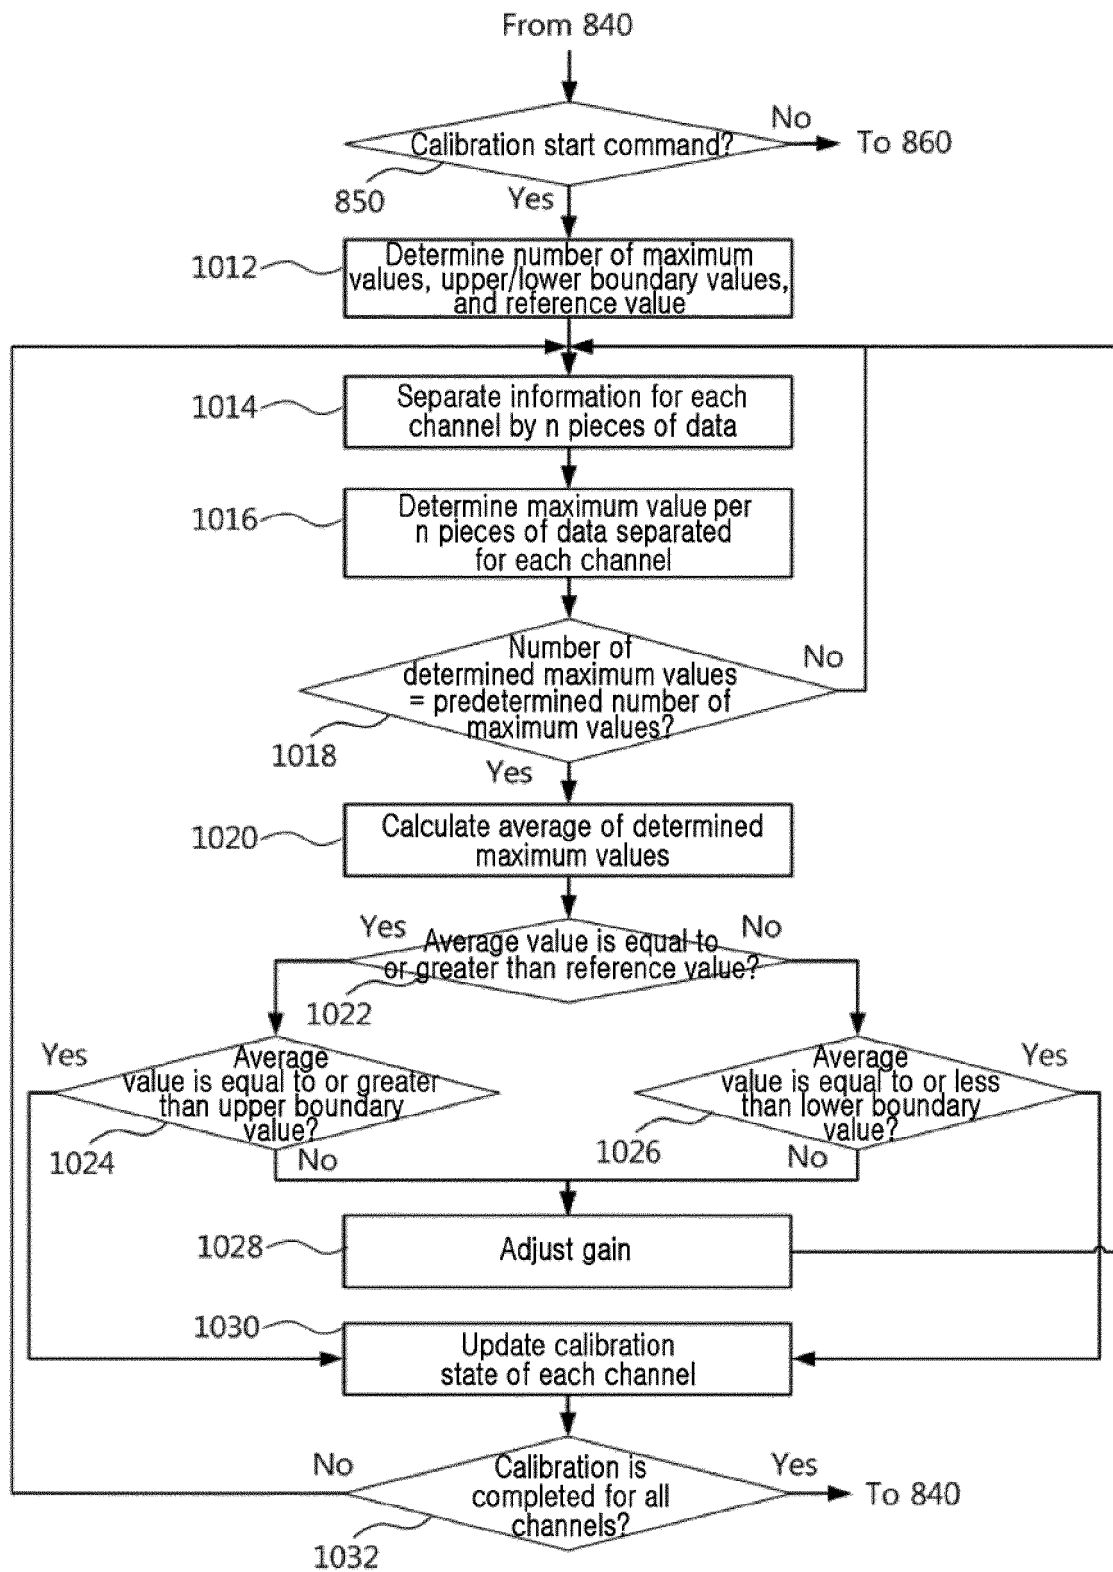 From 840
Calibration start command?
No
To 860
850
Yes
1012
Determine number of maximum
values, upper/lower boundary values,
and reference value
1014
Separate information for each
channel by n pieces of data
1016
Determine maximum value per
n pieces of data separated
for each channel
Number of
determined maximum values
= predetermined number of
maximum values?
No
1018
Yes
1020
Calculate average of determined
maximum values
Yes
No
Average value is equal to
or greater than reference value?
1022
Yes
Average
value is equal to or greater
than upper boundary
value?
1024
No
Average
value is equal to or less
than lower boundary
value?
Yes
1026
No
1028
Adjust gain
1030
Update calibration
state of each channel
No
Calibration is
completed for all
channels?
Yes
To 840
1032